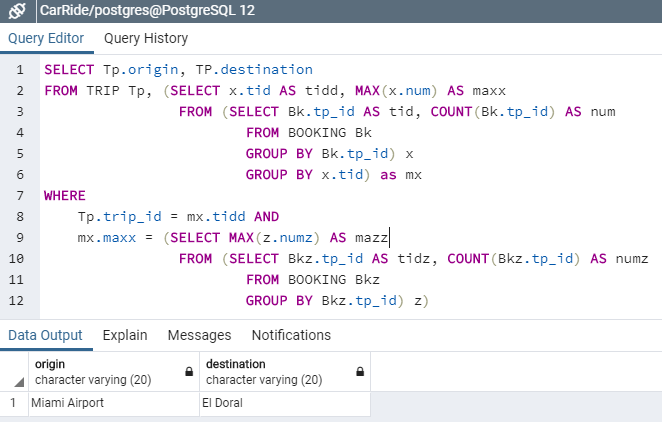 CarRide/postgres@PostgreSQL 12
Query Editor Query History
1 SELECT Tp.origin, TP.destination
2 FROM TRIP Tp, (SELECT x.tid AS tidd, MAX(x.num) AS maxx
3 FROM (SELECT Bk.tp_id AS tid, COUNT(Bk.tp_id) AS num
4 FROM BOOKING Bk
5 GROUP BY Bk.tp_id) x
6 GROUP BY x.tid) as mx
7 WHERE
8 Tp.trip_id = mx.tidd AND
9 mx.maxx = (SELECT MAX(z.numz) AS mazz
10 FROM (SELECT Bkz.tp_id AS tidz, COUNT(Bkz.tp_id) AS numz
11 FROM BOOKING Bkz
12 GROUP BY Bkz.tp_id) z)
Data Output Explain Messages Notifications
origin destination
character varying (20) character varying (20)
1 Miami Airport El Doral